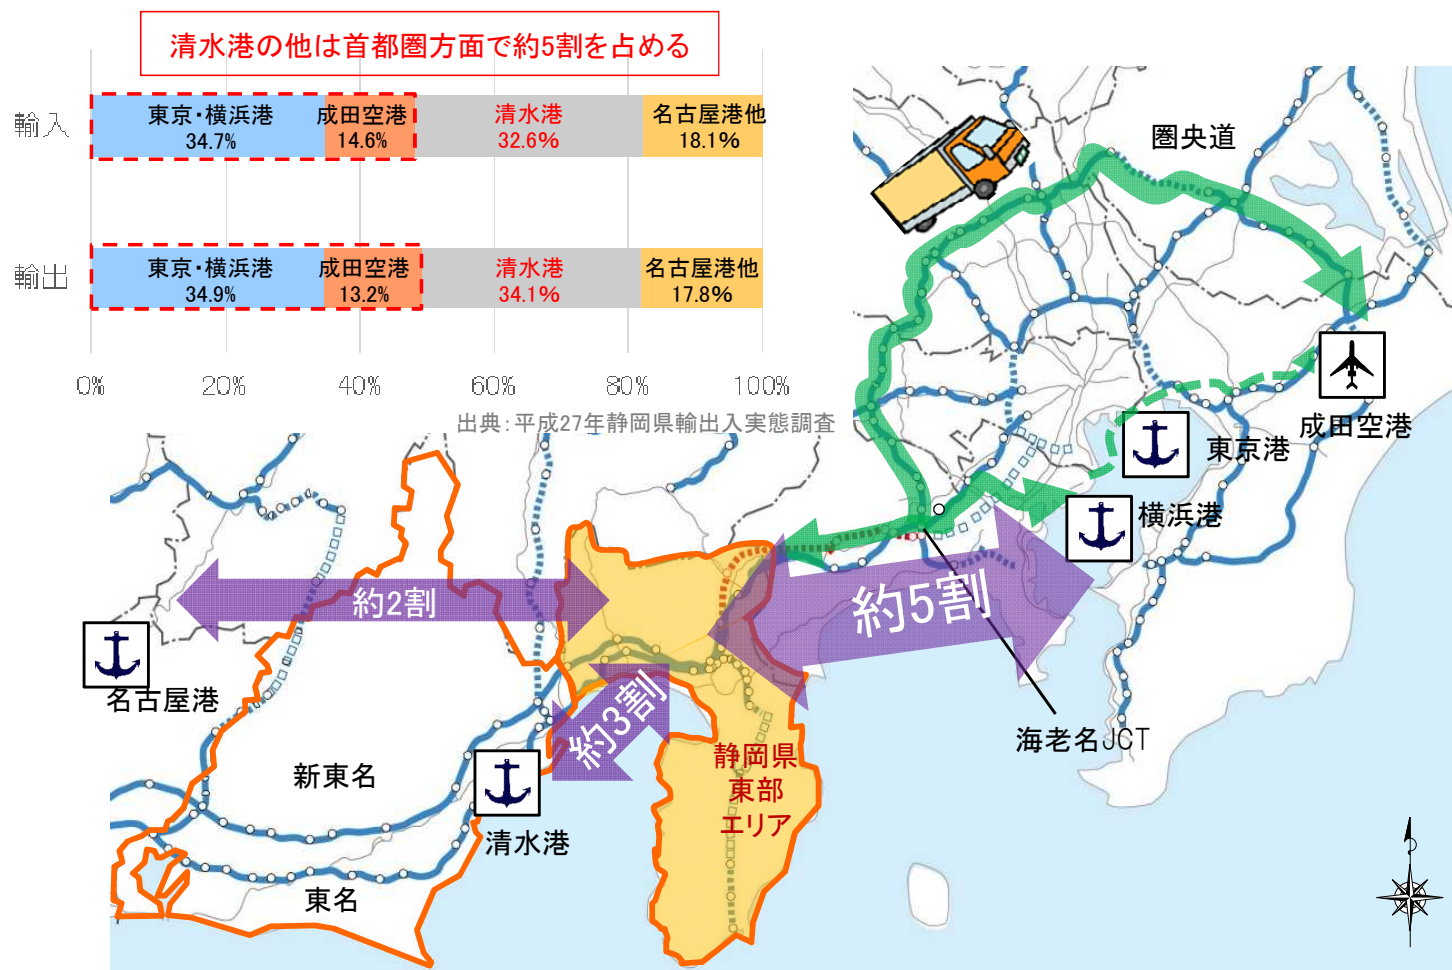 清水港の他は首都圏方面で約5割を占める
輸入
東京・横浜港
34.7%
成田空港
14.6%
清水港
32.6%
名古屋港他
18.1%
輸出
東京・横浜港
34.9%
成田空港
13.2%
清水港
34.1%
名古屋港他
17.8%
0%
20%
40%
60%
80%
100%
出典：平成27年静岡県輸出入実態調査
圏央道
成田空港
東京港
横浜港
約5割
約2割
約3割
名古屋港
海老名JCT
静岡県
東部
エリア
新東名
清水港
東名